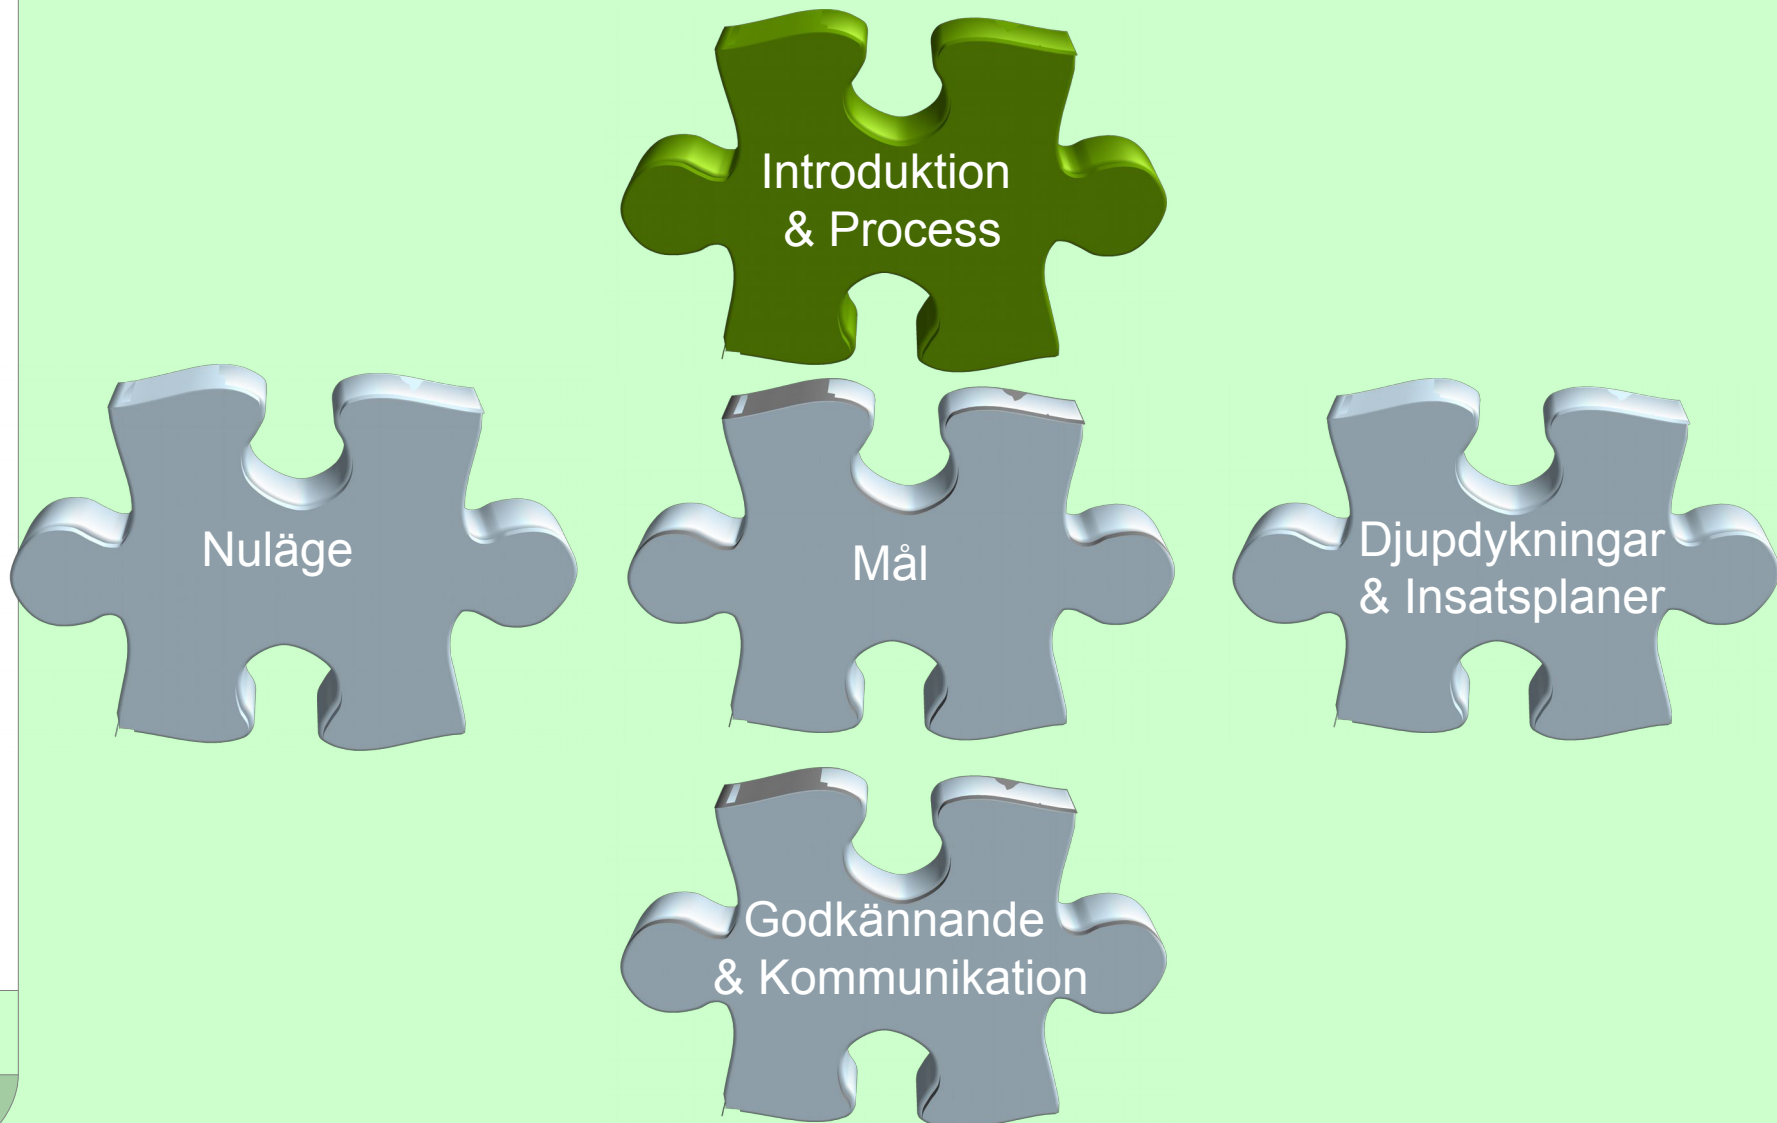 Introduktion
& Process
Nuläge
Mål
Djupdykningar
& Insatsplaner
Godkännande
& Kommunikation